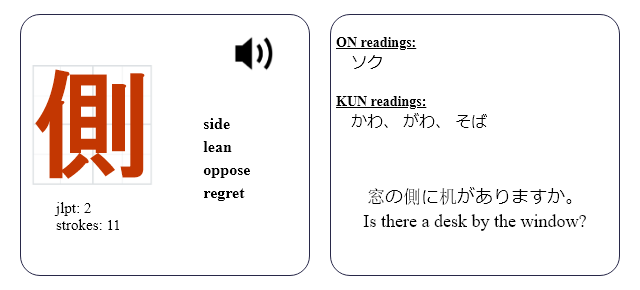 側
side
lean
oppose
regret
jlpt: 2
strokes: 11
ON readings:
ソク
KUN readings:
かわ、 がわ、 そば
窓の側に机がありますか。
Is there a desk by the window?